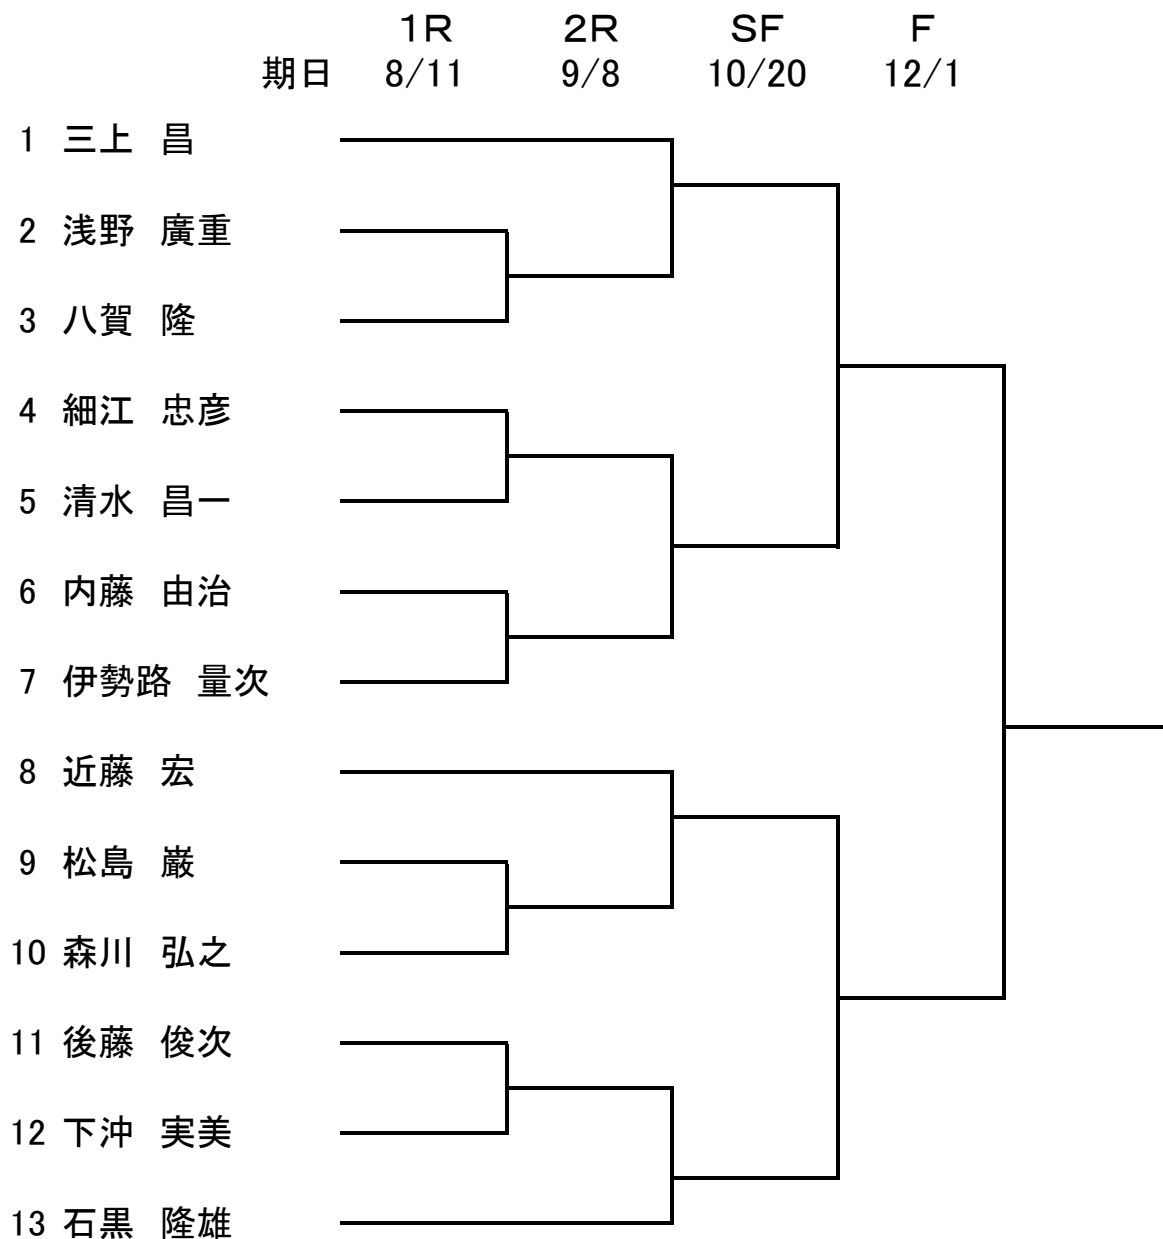 1R 2R SF F
期日 8/11 9/8 10/20 12/1
1 三上 昌
2 浅野 廣重
3 八賀 隆
4 細江 忠彦
5 清水 昌一
6 内藤 由治
7 伊勢路 量次
8 近藤 宏
9 松島 巌
10 森川 弘之
11 後藤 俊次
12 下沖 実美
13 石黒 隆雄